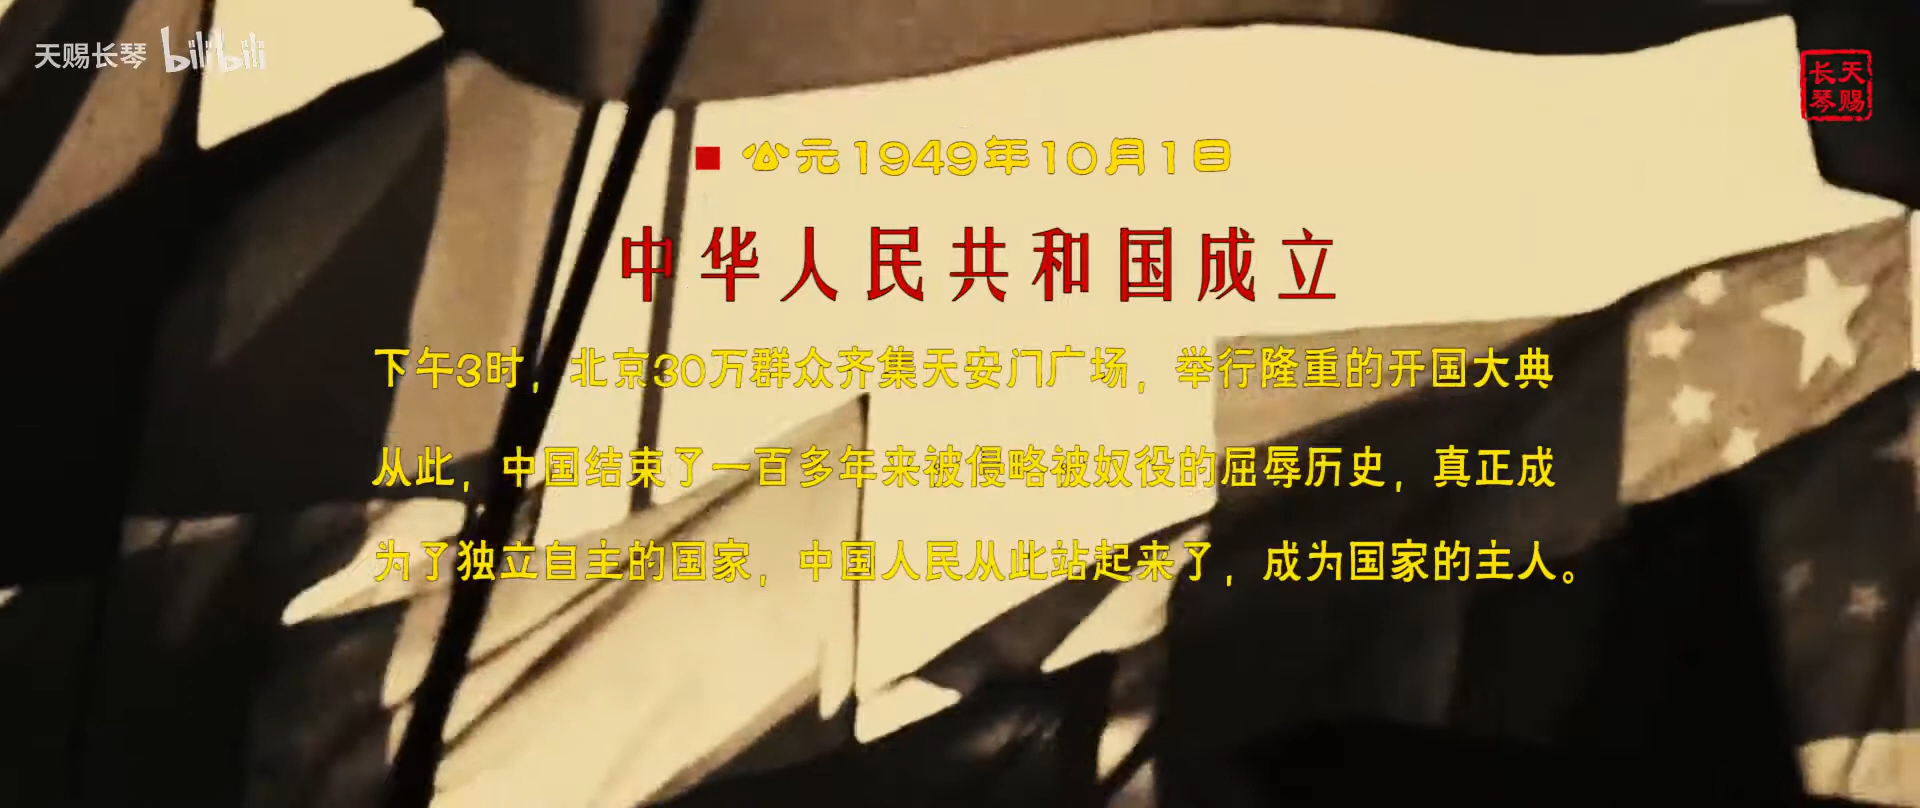 天赐长琴 bilibili
天赐长琴
公元1949年10月1日
中华人民共和国成立
下午3时，北京30万群众齐集天安门广场，举行隆重的开国大典
从此，中国结束了一百多年来被侵略被奴役的屈辱历史，真正成
为了独立自主的国家，中国人民从此站起来了，成为国家的主人。